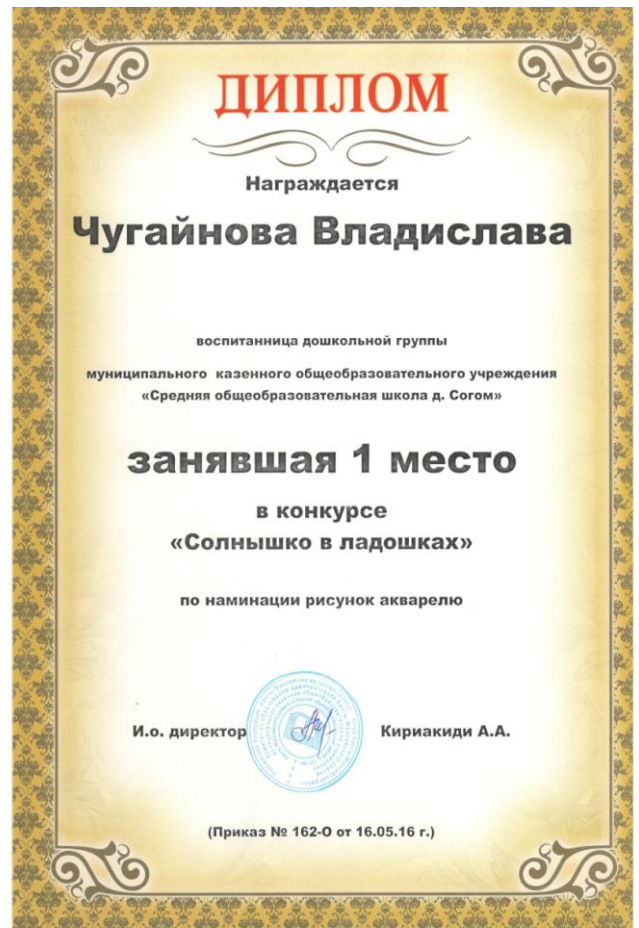 ДИПЛОМ
Награждается
Чугайнова Владислава
воспитанница дошкольной группы
муниципального казенного общеобразовательного учреждения
«Средняя общеобразовательная школа д. Согом»
занявшая 1 место
в конкурсе
«Солнышко в ладошках»
по наминации рисунок акварелю
И.о. директор Кириакиди А.А.
(Приказ № 162-О от 16.05.16 г.)